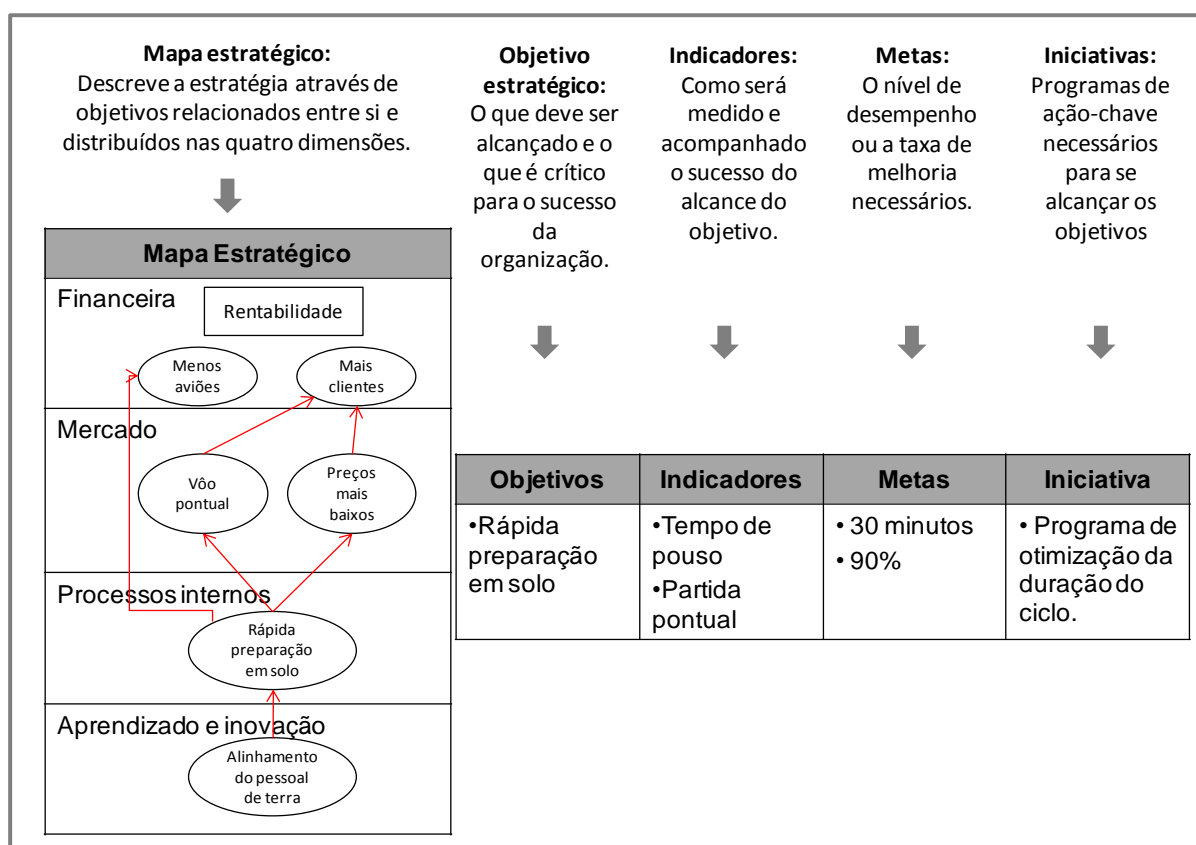 Mapa estratégico:
Descreve a estratégia através de
objetivos relacionados entre si e
distribuídos nas quatro dimensões.
Objetivo
estratégico:
O que deve ser
alcançado e o
que é crítico
para o sucesso
da
organização.
Indicadores:
Como será
medido e
acompanhado
o sucesso do
alcance do
objetivo.
Metas:
O nível de
desempenho
ou a taxa de
melhoria
necessários.
Iniciativas:
Programas de
ação-chave
necessários
para se
alcançar os
objetivos
Mapa Estratégico
Financeira
Rentabilidade
Menos
aviões
Mais
clientes
Mercado
Vôo
pontual
Preços
mais
baixos
Processos internos
Rápida
preparação
em solo
Aprendizado e inovação
Alinhamento
do pessoal
de terra
Objetivos
Indicadores
Metas
Iniciativa
•Rápida
preparação
em solo
•Tempo de
pouso
•Partida
pontual
• 30 minutos
• 90%
• Programa de
otimização da
duração do
ciclo.